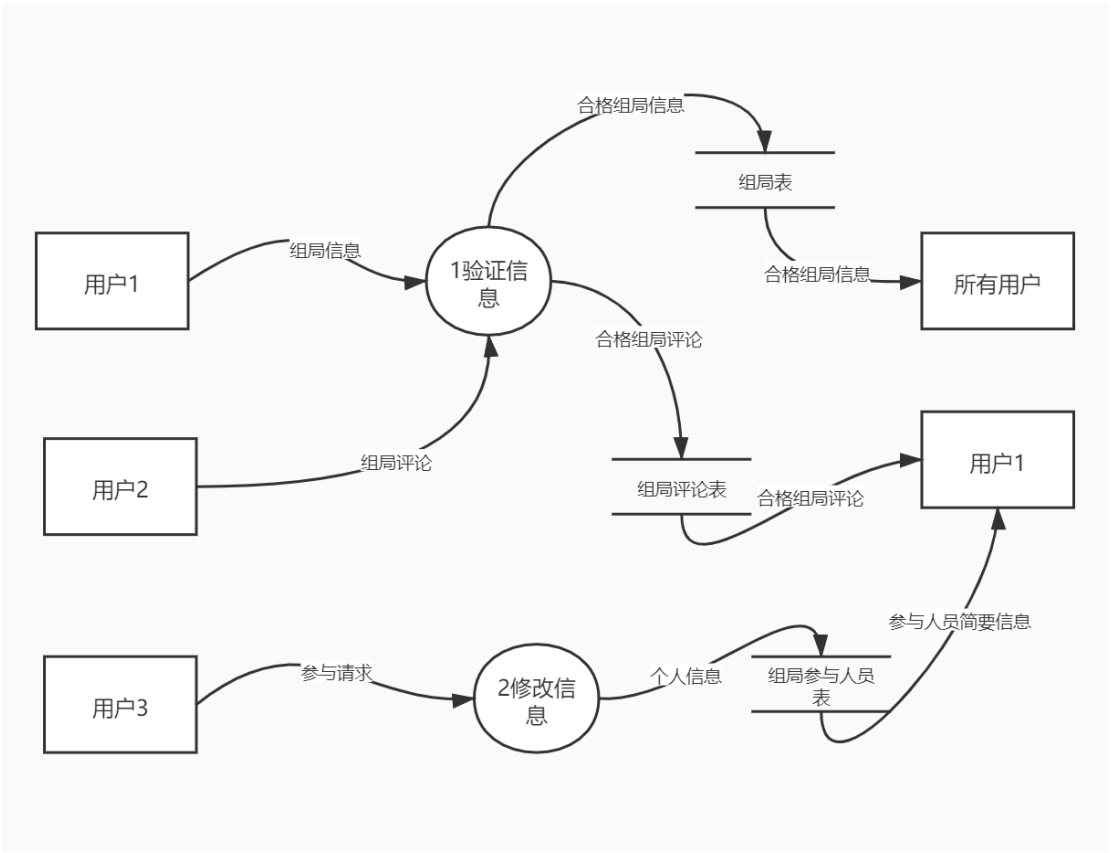 合格组局信息
组局表
用户1
组局信息
1验证信
息
合格组局信息
所有用户
合格组局评论
用户2
组局评论
组局评论表
合格组局评论
用户1
参与人员简要信息
用户3
参与请求
2修改信
息
个人信息
组局参与人员
表